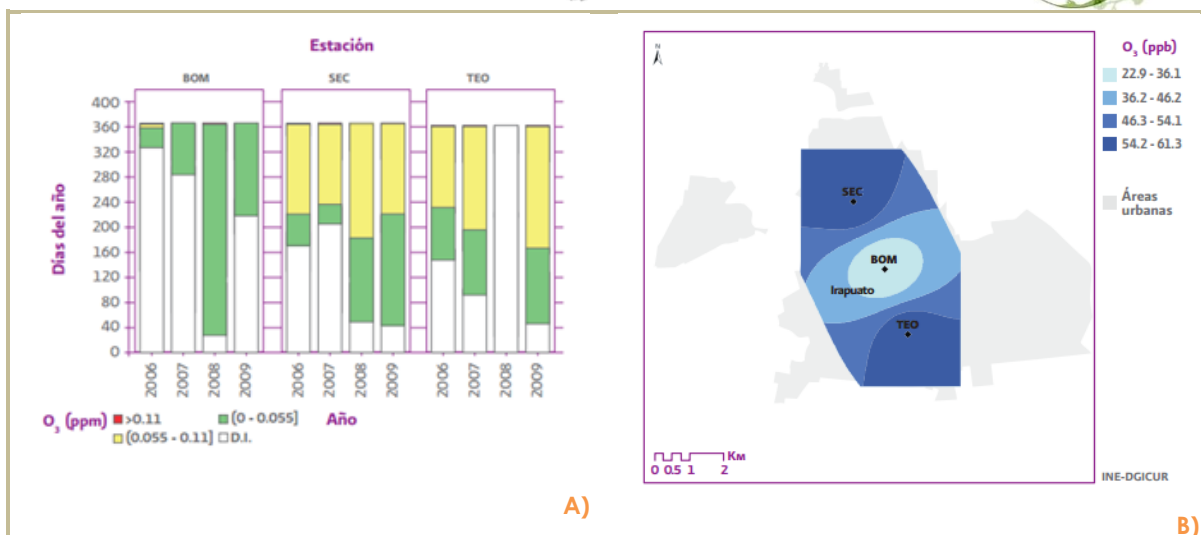 Estación
BOM SEC TEO
Días del año
400
360
320
280
240
200
160
120
80
40
0
2006 2007 2008 2009 2006 2007 2008 2009 2006 2007 2008 2009
Año
O3 (ppm) >0.11 (0 - 0.055]
(0.055 - 0.11] D.I.
A)
N
SEC
BOM
Irapuato
TEO
Км
0 0.5 1 2
O3 (ppb)
22.9 - 36.1
36.2 - 46.2
46.3 - 54.1
54.2 - 61.3
Áreas
urbanas
INE-DGICUR
B)